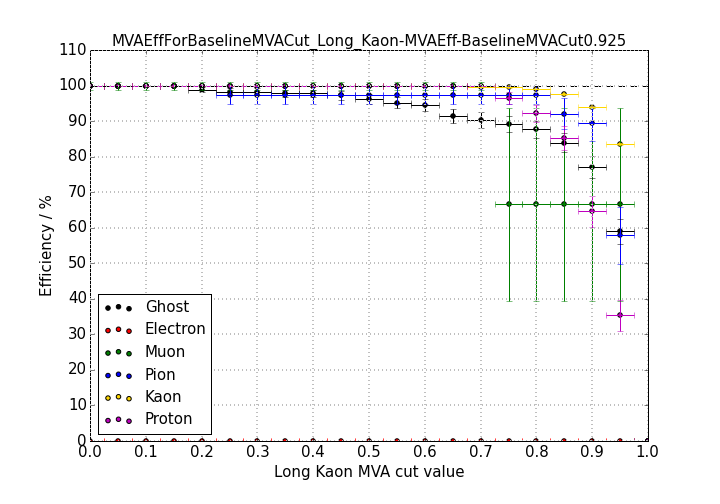 MVAEffForBaselineMVACut_Long_Kaon-MVAEff-BaselineMVACut0.925
110
100
90
80
70
60
50
40
30
20
10
0
Efficiency / %
Ghost
Electron
Muon
Pion
Kaon
Proton
0.0 0.1 0.2 0.3 0.4 0.5 0.6 0.7 0.8 0.9 1.0
Long Kaon MVA cut value